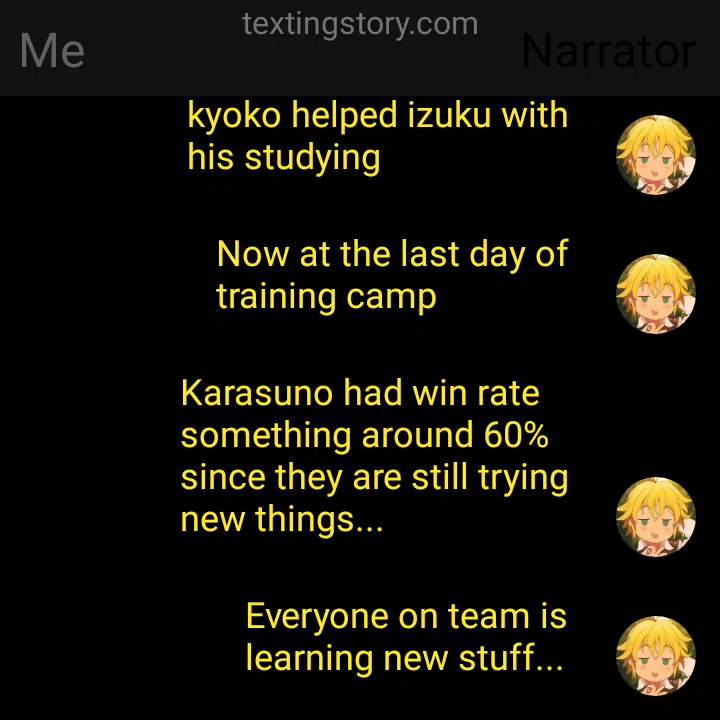 textingstory.com
Me
Narrator
kyoko helped izuku with
his studying
Now at the last day of
training camp
Karasuno had win rate
something around 60%
since they are still trying
new things...
Everyone on team is
learning new stuff...